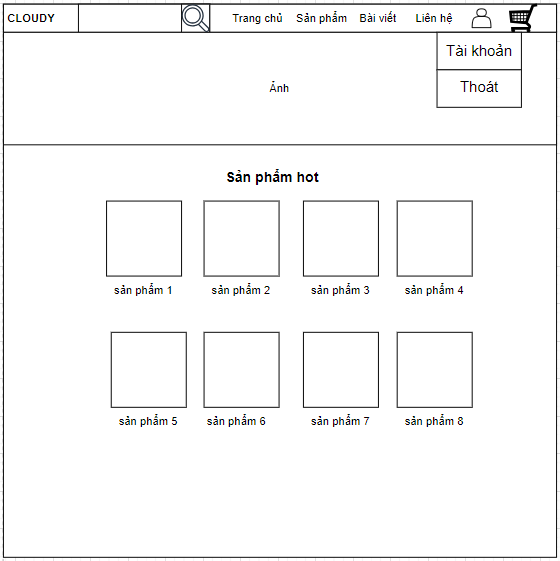 CLOUDY
Trang chủ Sản phẩm Bài viết Liên hệ
Tài khoản
Thoát
Ảnh
Sản phẩm hot
sản phẩm 1 sản phẩm 2 sản phẩm 3 sản phẩm 4
sản phẩm 5 sản phẩm 6 sản phẩm 7 sản phẩm 8